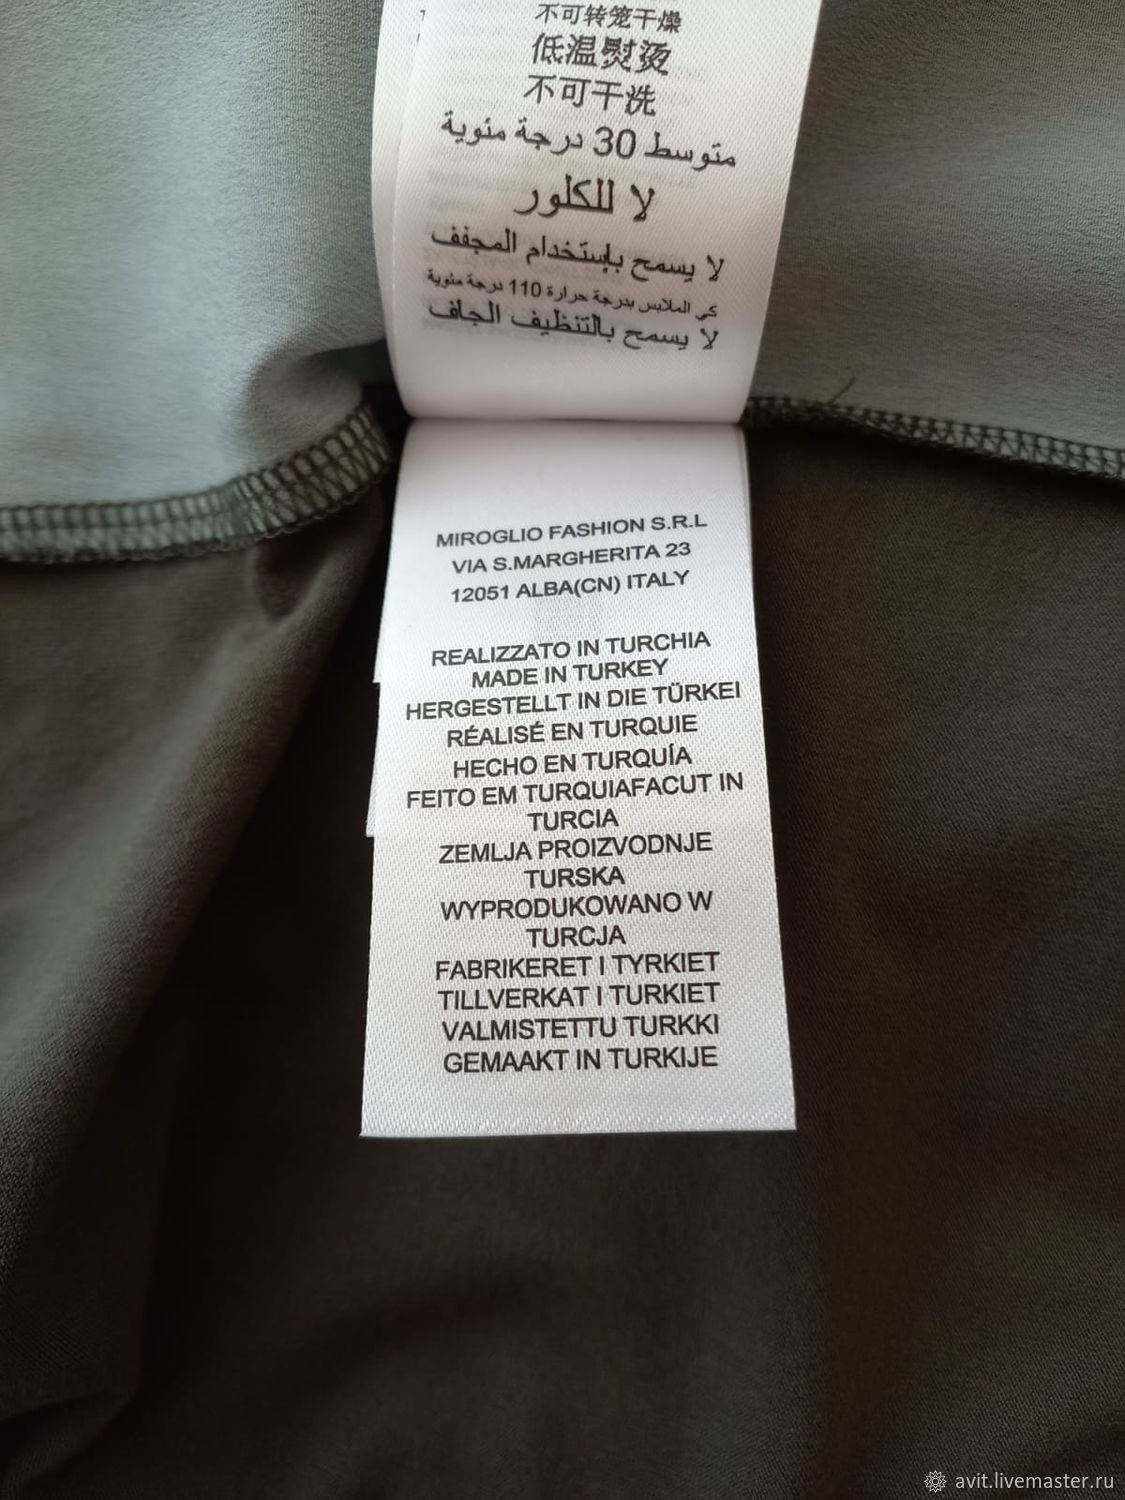 不可转笼干燥
低温熨烫
不可干洗
متوسط 30 درجة مئوية
لا للكلور
لا يسمح بإستخدام المجفف
كي الملابس بدرجة حرارة 110 درجة مئوية
لا يسمح بالتنظيف الجاف
MIROGLIO FASHION S.R.L
VIA S.MARGHERITA 23
12051 ALBA(CN) ITALY
REALIZZATO IN TURCHIA
MADE IN TURKEY
HERGESTELLT IN DIE TÜRKEI
RÉALISÉ EN TURQUIE
HECHO EN TURQUÍA
FEITO EM TURQUIAFACUT IN
TURCIA
ZEMLJA PROIZVODNJE
TURSKA
WYPRODUKOWANO W
TURCJA
FABRIKERET I TYRKIET
TILLVERKAT I TURKIET
VALMISTETTU TURKKI
GEMAAKT IN TURKIJE
avit.livemaster.ru